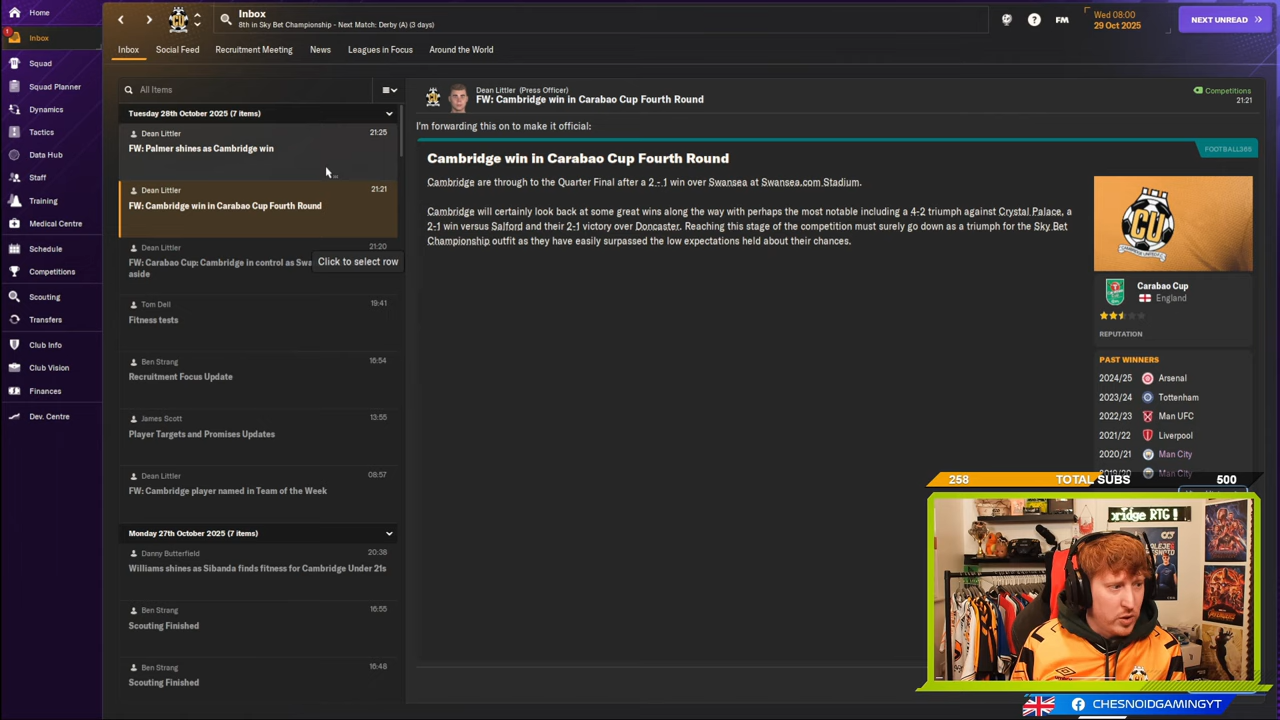 Home
Inbox
Squad
Squad Planner
Dynamics
Tactics
Data Hub
Staff
Training
Medical Centre
Schedule
Competitions
Scouting
Transfers
Club Info
Club Vision
Finances
Dev. Centre
Inbox
8th in Sky Bet Championship - Next Match: Derby (A) (3 days)
FM
Wed 08:00
29 Oct 2025
NEXT UNREAD
Inbox Social Feed Recruitment Meeting News Leagues in Focus Around the World
All Items
Tuesday 28th October 2025 (7 items)
Dean Littler 21:25
FW: Palmer shines as Cambridge win
Dean Littler 21:21
FW: Cambridge win in Carabao Cup Fourth Round
Dean Littler 21:20
FW: Carabao Cup: Cambridge in control as Swa
aside
Click to select row
Tom Dell 19:41
Fitness tests
Ben Strang 16:54
Recruitment Focus Update
James Scott 13:55
Player Targets and Promises Updates
Dean Littler 08:57
FW: Cambridge player named in Team of the Week
Monday 27th October 2025 (7 items)
Danny Butterfield 20:38
Williams shines as Sibanda finds fitness for Cambridge Under 21s
Ben Strang 16:55
Scouting Finished
Ben Strang 16:48
Scouting Finished
Dean Littler (Press Officer)
FW: Cambridge win in Carabao Cup Fourth Round
Competitions
21:21
I'm forwarding this on to make it official:
FOOTBALL365
Cambridge win in Carabao Cup Fourth Round
Cambridge are through to the Quarter Final after a 2 - 1 win over Swansea at Swansea.com Stadium.
Cambridge will certainly look back at some great wins along the way with perhaps the most notable including a 4-2 triumph against Crystal Palace, a
2-1 win versus Salford and their 2-1 victory over Doncaster. Reaching this stage of the competition must surely go down as a triumph for the Sky Bet
Championship outfit as they have easily surpassed the low expectations held about their chances.
CU
Carabao Cup
England
REPUTATION
PAST WINNERS
2024/25 Arsenal
2023/24 Tottenham
2022/23 Man UFC
2021/22 Liverpool
2020/21 Man City
2019/20 Man City
258 TOTAL SUBS 500
xridge RTG !
CHESNOIDGAMINGYT